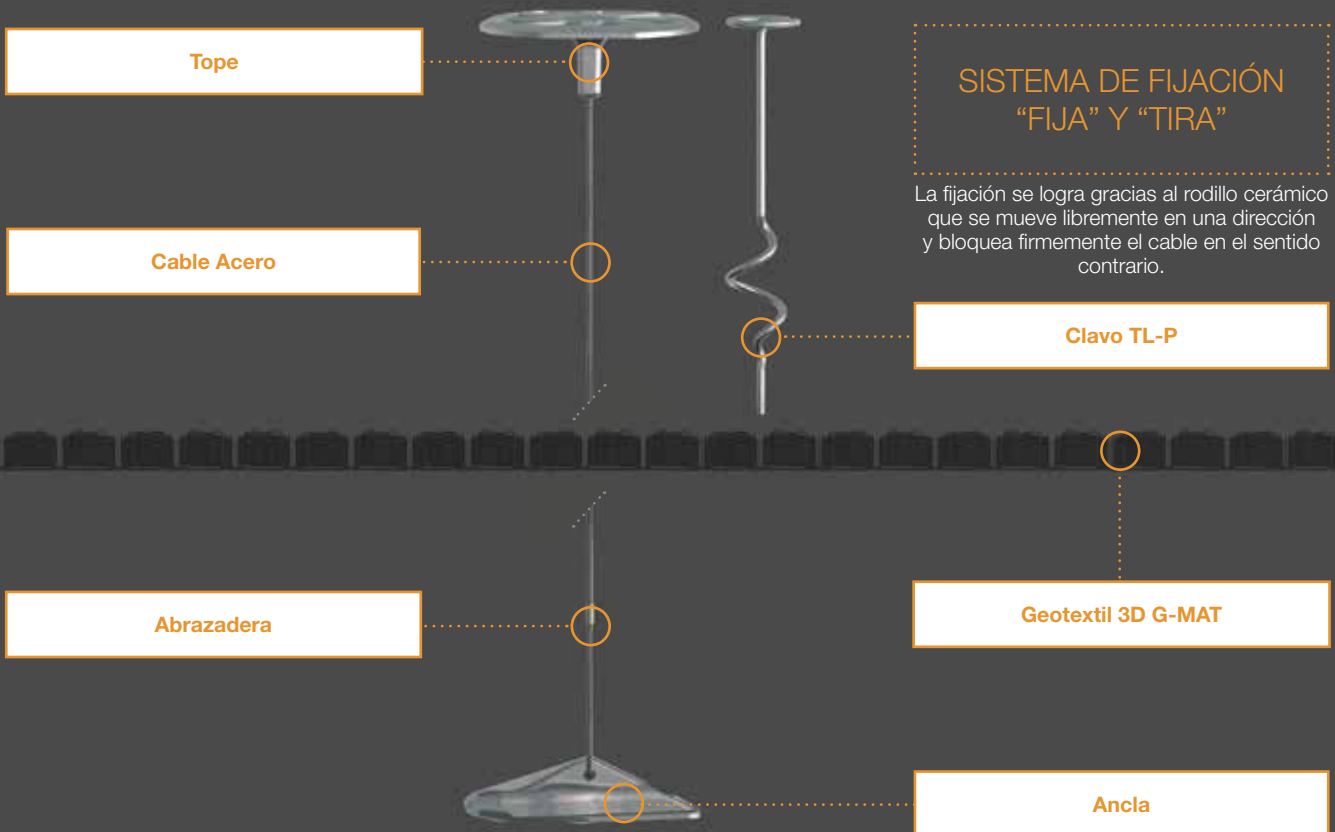 Tope
SISTEMA DE FIJACIÓN
“FIJA” Y “TIRA”
La fijación se logra gracias al rodillo cerámico
que se mueve libremente en una dirección
y bloquea firmemente el cable en el sentido
contrario.
Cable Acero
Clavo TL-P
Abrazadera
Geotextil 3D G-MAT
Ancla